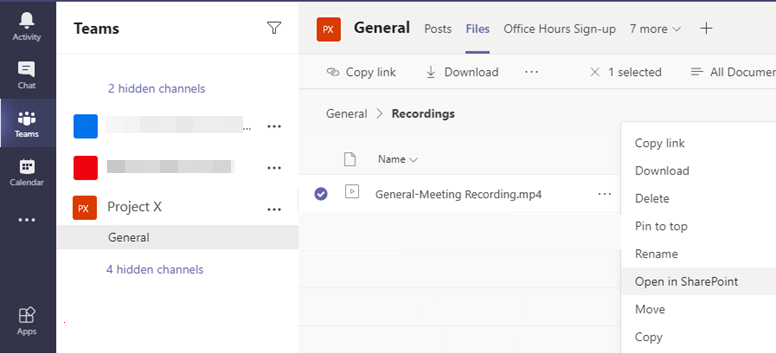 Activity
Chat
Teams
Calendar
Apps
Teams
2 hidden channels
...
PX Project X
General
4 hidden channels
PX General Posts Files Office Hours Sign-up 7 more
Copy link Download 1 selected All Docume
General > Recordings
Name
General-Meeting Recording.mp4
Copy link
Download
Delete
Pin to top
Rename
Open in SharePoint
Move
Copy